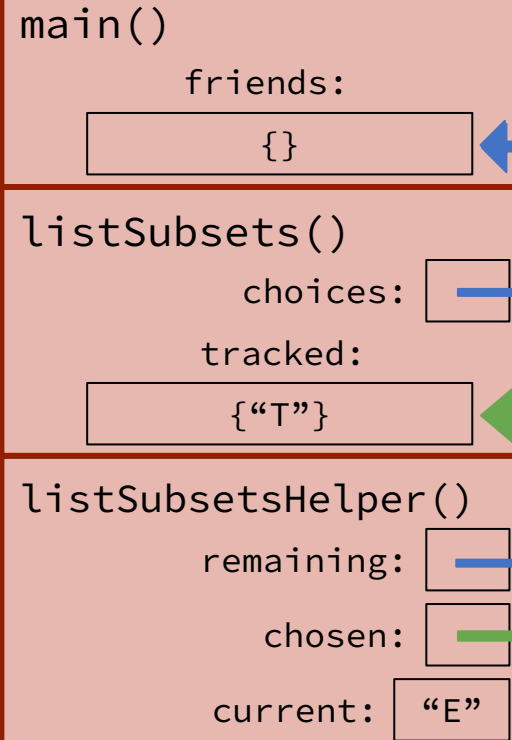 main()
friends:
{}
listSubsets()
choices:
tracked:
{“T”}
listSubsetsHelper()
remaining:
chosen:
current: “E”